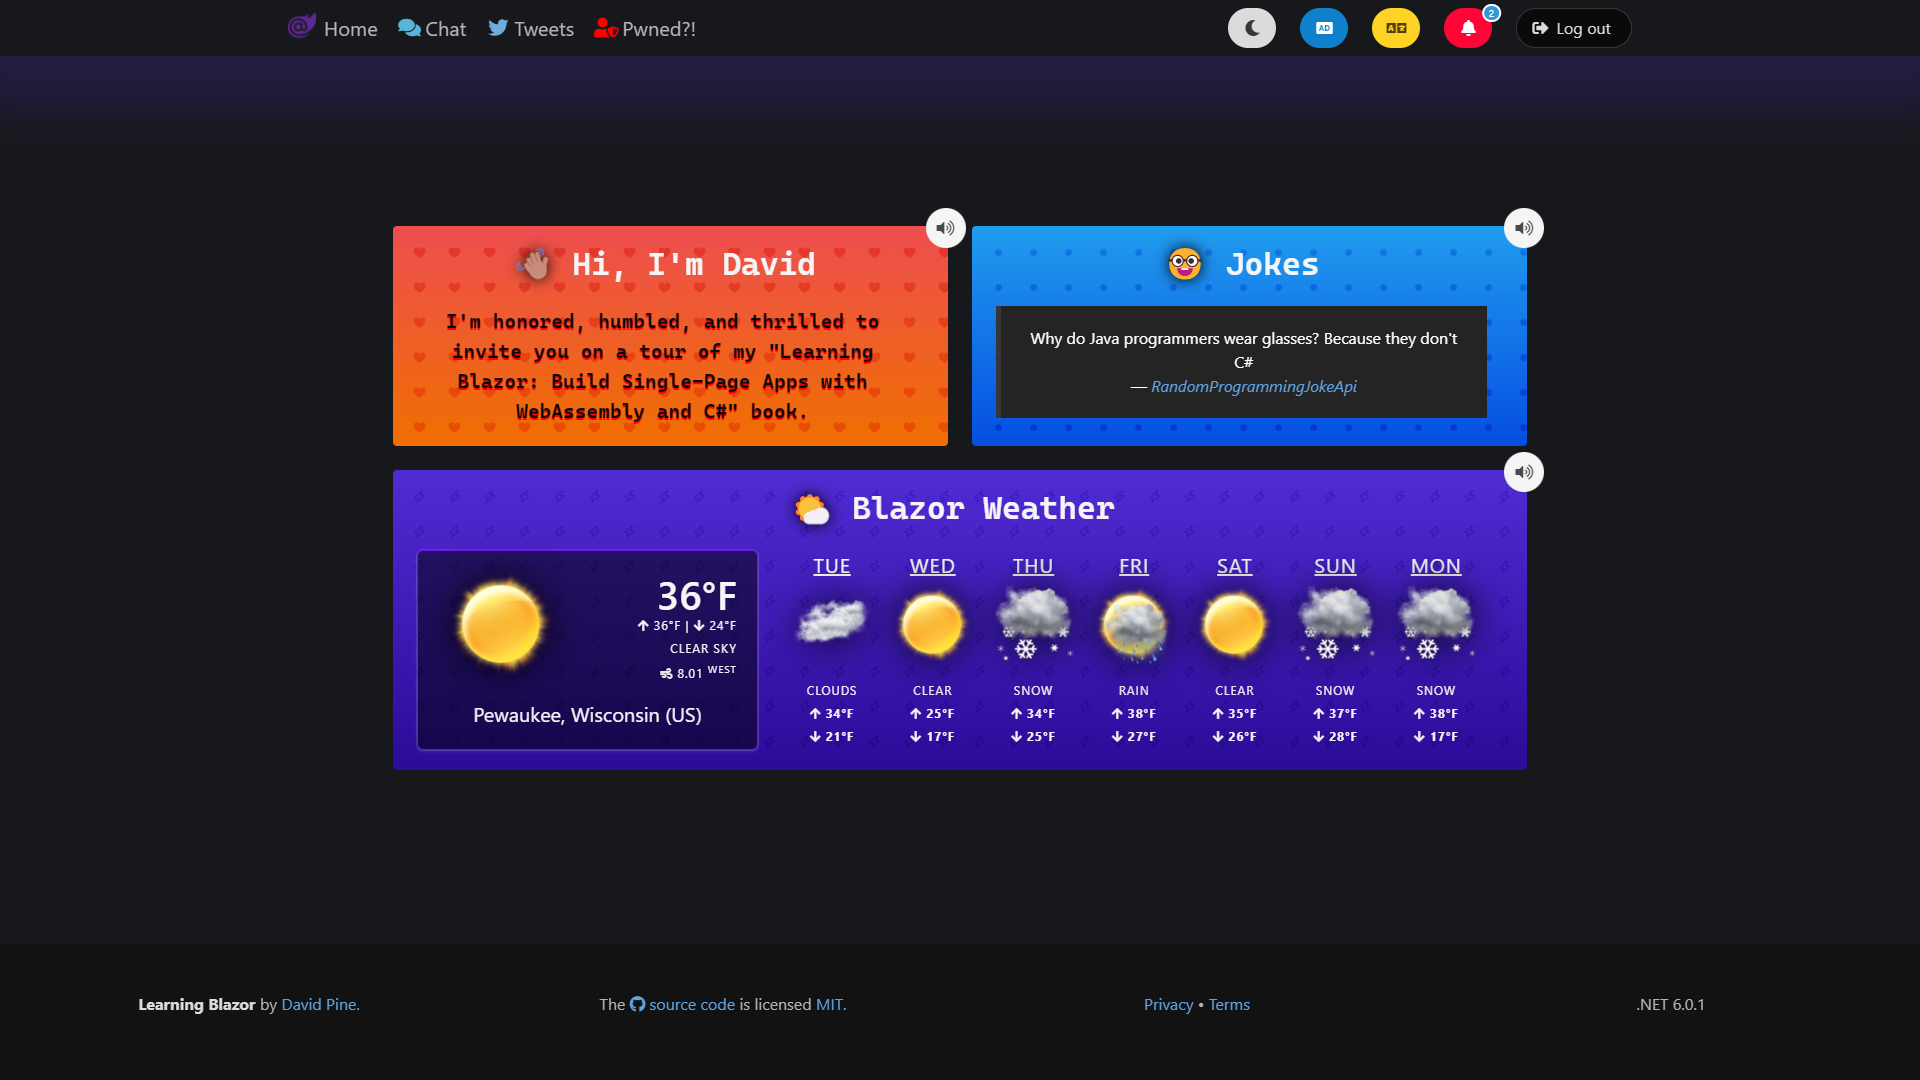 Home Chat Tweets Pwned?! AD A 2 Log out
Hi, I'm David
I'm honored, humbled, and thrilled to
invite you on a tour of my "Learning
Blazor: Build Single-Page Apps with
WebAssembly and C#" book.
Jokes
Why do Java programmers wear glasses? Because they don't
C#
— RandomProgrammingJokeApi
Blazor Weather
36°F
36°F | 24°F
CLEAR SKY
8.01 WEST
Pewaukee, Wisconsin (US)
TUE WED THU FRI SAT SUN MON
CLOUDS CLEAR SNOW RAIN CLEAR SNOW SNOW
34°F 25°F 34°F 38°F 35°F 37°F 38°F
21°F 17°F 25°F 27°F 26°F 28°F 17°F
Learning Blazor by David Pine. The source code is licensed MIT. Privacy • Terms .NET 6.0.1